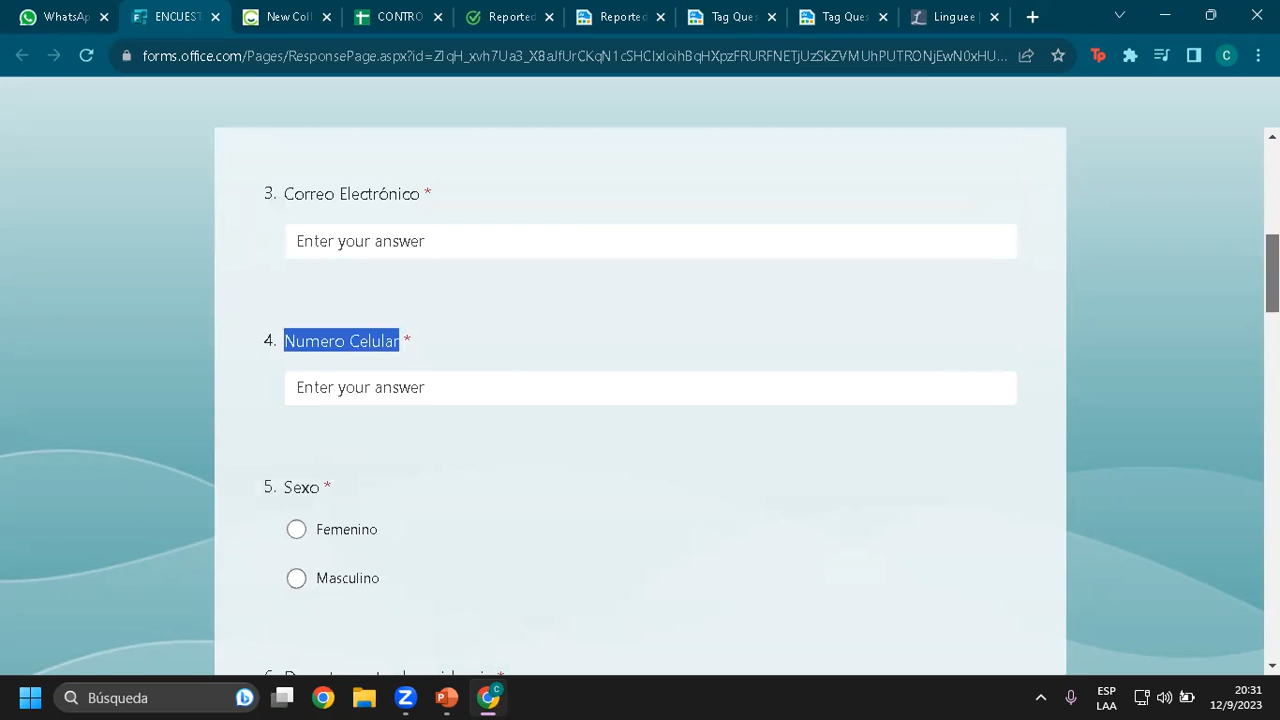 WhatsAp
ENCUEST
New Coll
CONTRO
Reported
Reported
Tag Ques
Tag Ques
Linguee |
forms.office.com/Pages/ResponsePage.aspx?id=ZIqH_xvh7Ua3_X8aJfUrCKqN1cSHCIxIoihBqHXpzFRURFNETjUzSkZVMUhPUTRONjEwN0xHU...
3. Correo Electrónico *
Enter your answer
4. Numero Celular *
Enter your answer
5. Sexo *
Femenino
Masculino
Búsqueda
ESP
LAA
20:31
12/9/2023